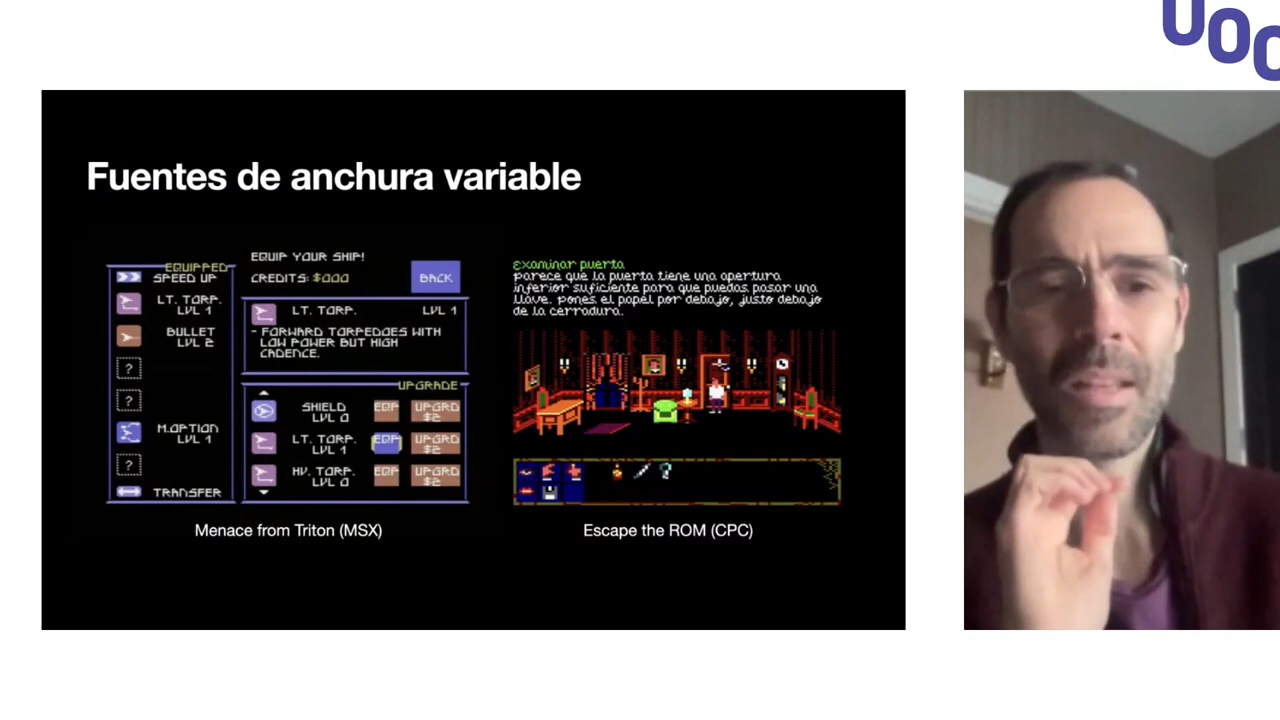 UOC
Fuentes de anchura variable
EQUIPPED
SPEED UP
LT. TORP.
LVL 1
BULLET
LVL 2
?
?
M.OPTION
LVL 1
?
TRANSFER
EQUIP YOUR SHIP!
CREDITS: $000
BACK
LT. TORP. LVL 1
- FORWARD TORPEDOES WITH
LOW POWER BUT HIGH
CADENCE.
UPGRADE
SHIELD
LVL 0
EQP
UPGRD
$2
LT. TORP.
LVL 1
EQP
UPGRD
$2
HV. TORP.
LVL 0
EQP
UPGRD
$2
Menace from Triton (MSX)
Examinar puerta
parece que la puerta tiene una apertura
inferior suficiente para que puedas pasar una
llave. pones el papel por debajo, justo debajo
de la cerradura.
Escape the ROM (CPC)